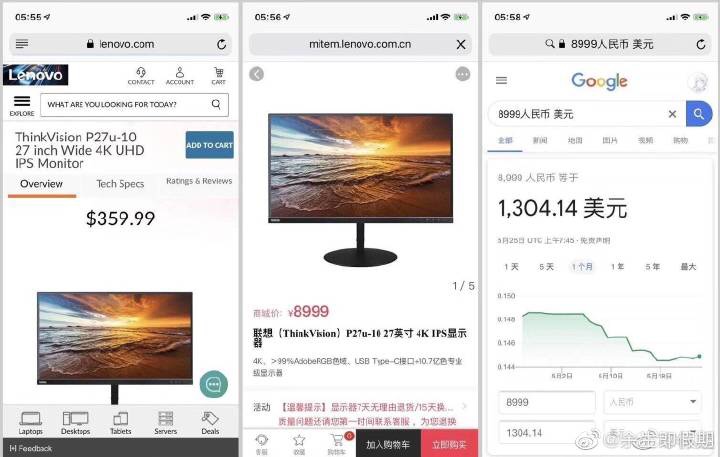 05:55
lenovo.com
Lenovo
CONTACT
ACCOUNT
CART
EXPLORE
WHAT ARE YOU LOOKING FOR TODAY?
ThinkVision P27u-10
27 inch Wide 4K UHD
IPS Monitor
ADD TO CART
Overview
Tech Specs
Ratings & Reviews
$359.99
Laptops
Desktops
Tablets
Servers
Deals
[+] Feedback
05:56
mitem.lenovo.com.cn
1 / 5
商城价: ¥8999
联想（ThinkVision）P27u-10 27英寸 4K IPS显示
器
4K、>99%AdobeRGB色域、USB Type-C接口+10.7亿色专业
级显示器
活动
【温馨提示】显示器7天无理由退货/15天换...
质量问题还请您第一时间联系客服，为您退换
客服
收藏
购物车
0
加入购物车
立即购买
05:58
8999人民币 美元
Google
8999人民币 美元
全部
新闻
地图
图片
视频
购物
8,999 人民币 等于
1,304.14 美元
5月25日 UTC 上午7:45 · 免责声明
1 天
5 天
1 个月
1 年
5 年
最大
0.150
0.148
0.146
0.144
5月2日
5月10日
5月19日
8999
人民币
1304.14